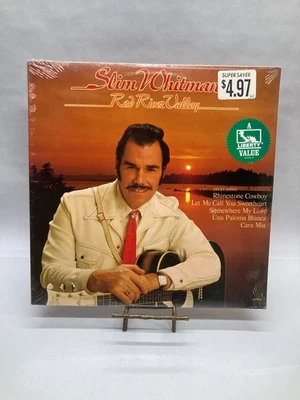 Slim Whitman
Red River Valley
SUPER SAVER
$4.97
A
LIBERTY
VALUE
Rhinestone Cowboy
Let Me Call You Sweetheart
Somewhere My Love
Una Paloma Blanca
Cara Mia